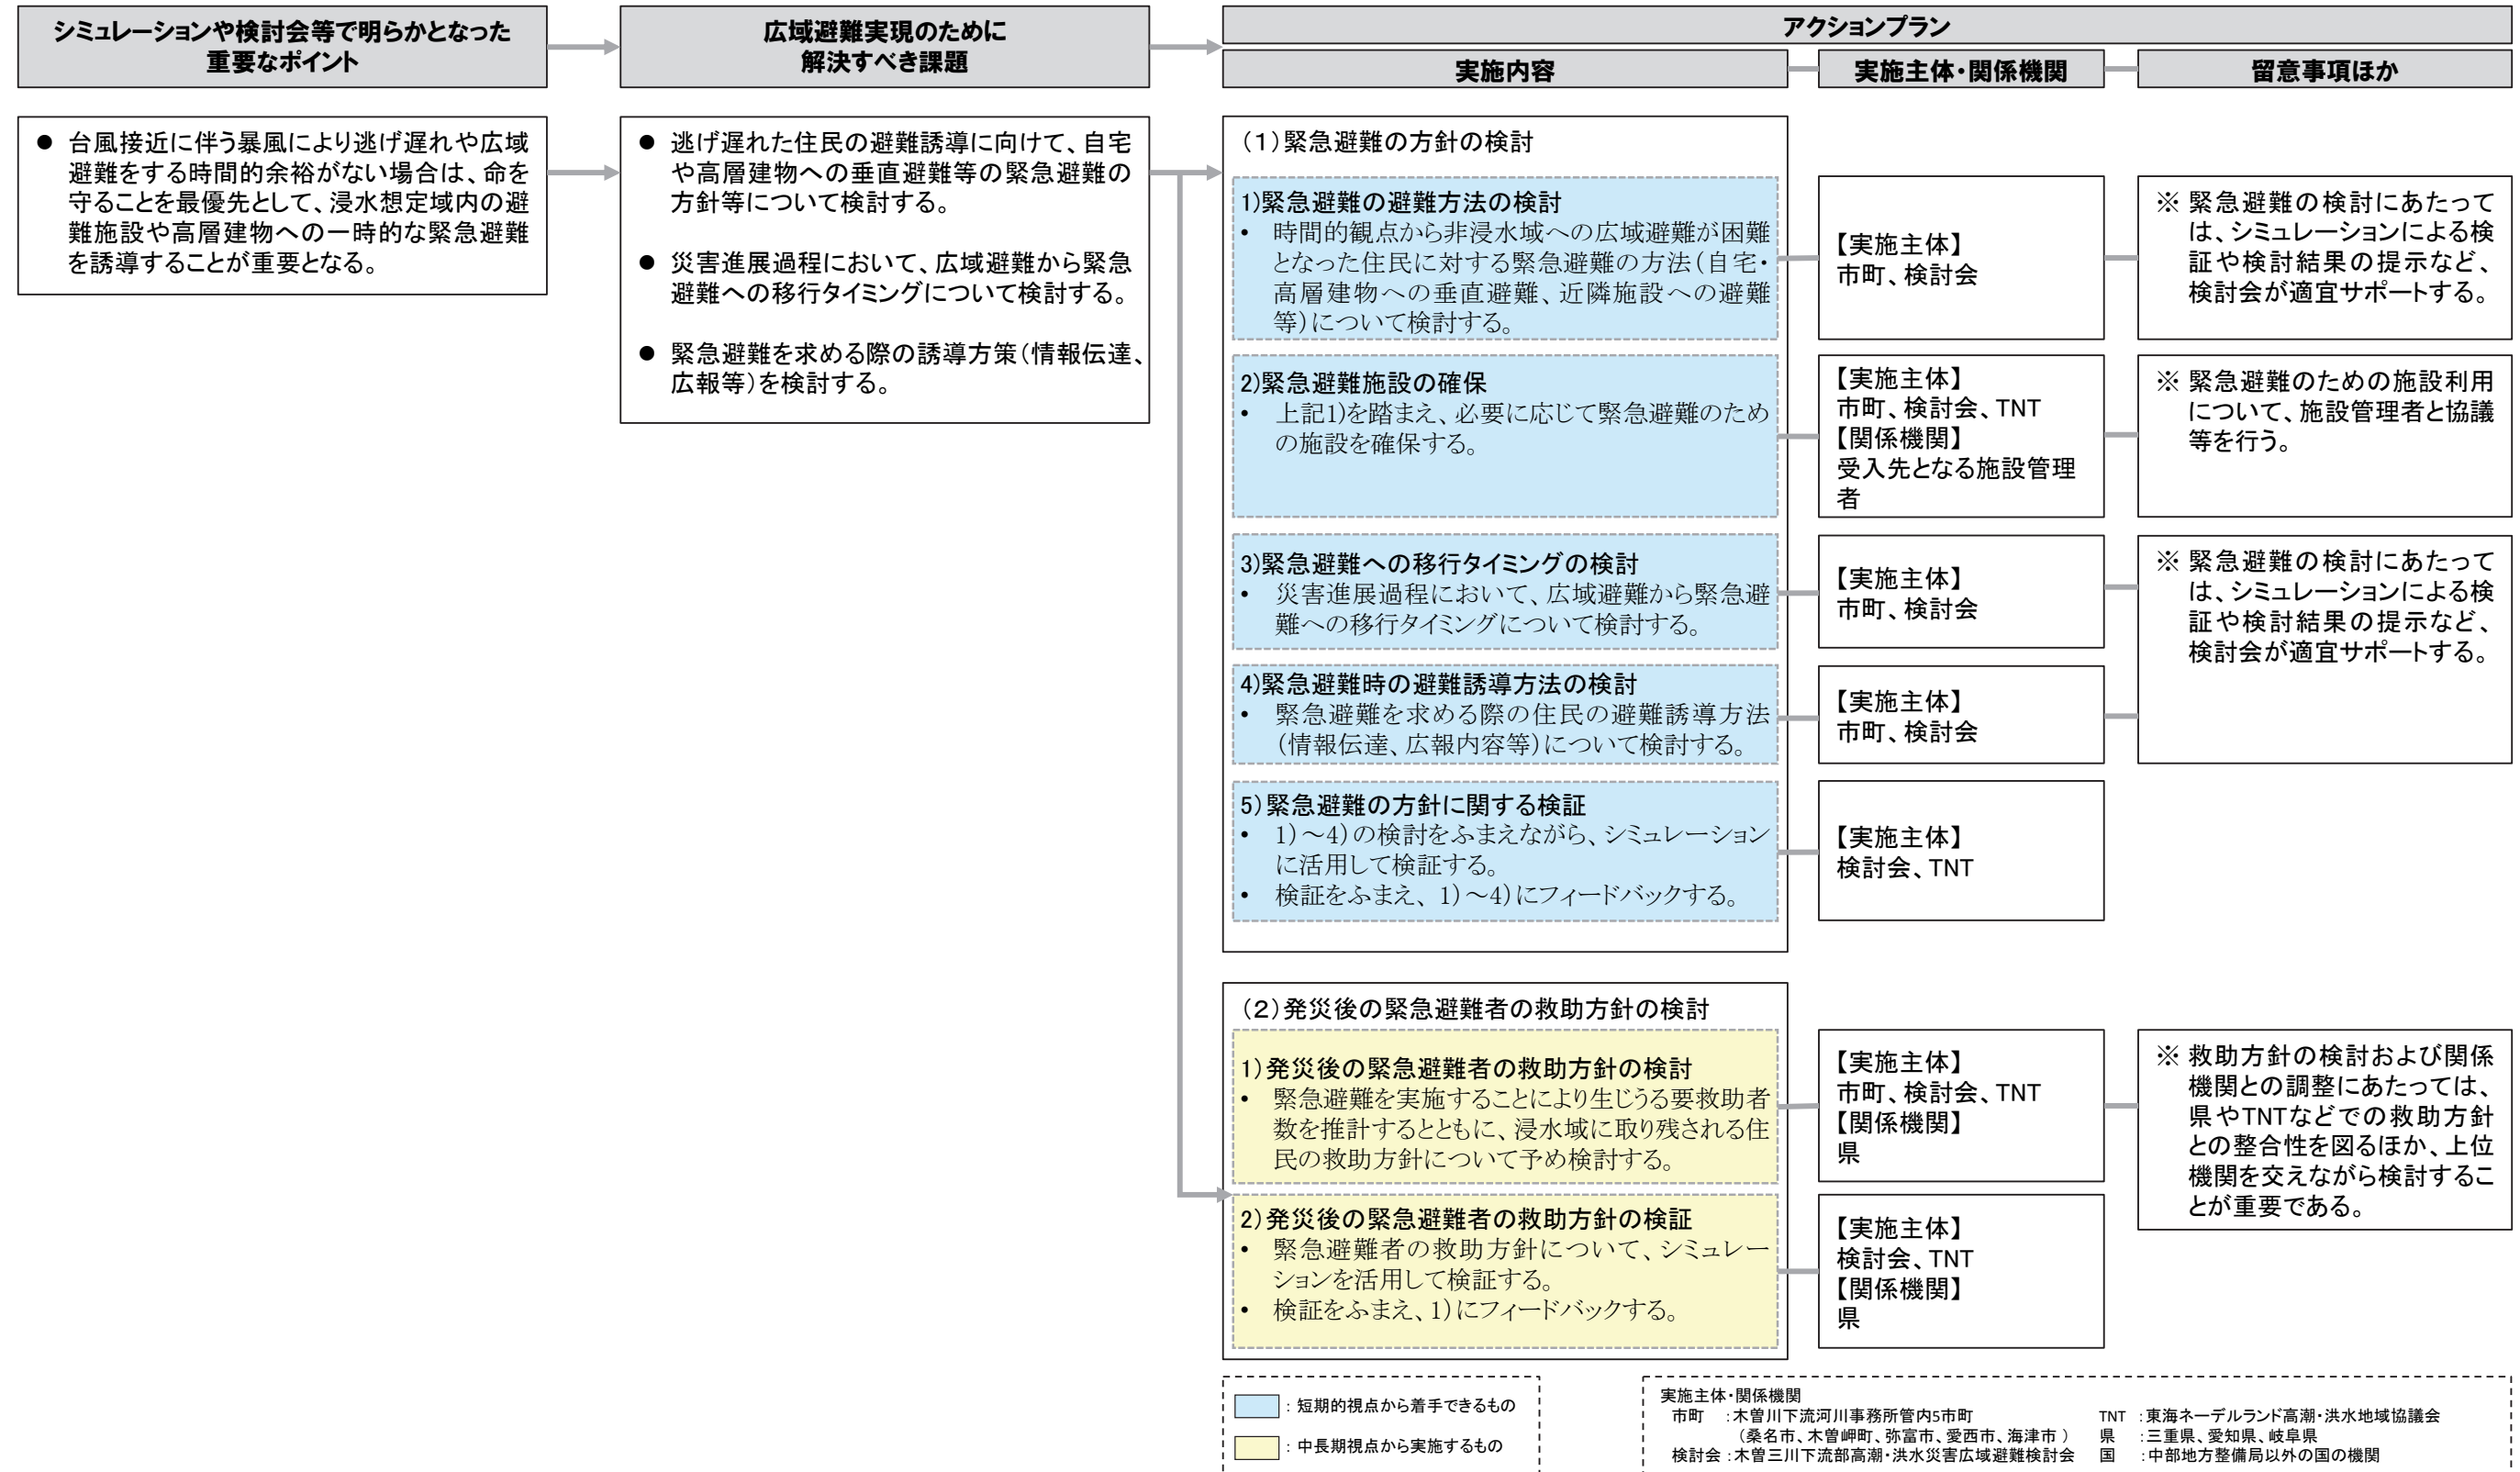 シミュレーションや検討会等で明らかとなった
重要なポイント
広域避難実現のために
解決すべき課題
アクションプラン
実施内容
実施主体・関係機関
留意事項ほか
● 台風接近に伴う暴風により逃げ遅れや広域
避難をする時間的余裕がない場合は、命を
守ることを最優先として、浸水想定域内の避
難施設や高層建物への一時的な緊急避難
を誘導することが重要となる。
● 逃げ遅れた住民の避難誘導に向けて、自宅
や高層建物への垂直避難等の緊急避難の
方針等について検討する。
● 災害進展過程において、広域避難から緊急
避難への移行タイミングについて検討する。
● 緊急避難を求める際の誘導方策（情報伝達、
広報等）を検討する。
（１）緊急避難の方針の検討
1)緊急避難の避難方法の検討
• 時間的観点から非浸水域への広域避難が困難
となった住民に対する緊急避難の方法（自宅・
高層建物への垂直避難、近隣施設への避難
等）について検討する。
【実施主体】
市町、検討会
※ 緊急避難の検討にあたって
は、シミュレーションによる検
証や検討結果の提示など、
検討会が適宜サポートする。
2)緊急避難施設の確保
• 上記1)を踏まえ、必要に応じて緊急避難のため
の施設を確保する。
【実施主体】
市町、検討会、TNT
【関係機関】
受入先となる施設管理
者
※ 緊急避難のための施設利用
について、施設管理者と協議
等を行う。
3)緊急避難への移行タイミングの検討
• 災害進展過程において、広域避難から緊急避
難への移行タイミングについて検討する。
【実施主体】
市町、検討会
※ 緊急避難の検討にあたって
は、シミュレーションによる検
証や検討結果の提示など、
検討会が適宜サポートする。
4)緊急避難時の避難誘導方法の検討
• 緊急避難を求める際の住民の避難誘導方法
（情報伝達、広報内容等）について検討する。
【実施主体】
市町、検討会
5)緊急避難の方針に関する検証
• 1)～4)の検討をふまえながら、シミュレーション
に活用して検証する。
• 検証をふまえ、1)～4)にフィードバックする。
【実施主体】
検討会、TNT
（２）発災後の緊急避難者の救助方針の検討
1)発災後の緊急避難者の救助方針の検討
• 緊急避難を実施することにより生じうる要救助者
数を推計するとともに、浸水域に取り残される住
民の救助方針について予め検討する。
【実施主体】
市町、検討会、TNT
【関係機関】
県
※ 救助方針の検討および関係
機関との調整にあたっては、
県やTNTなどでの救助方針
との整合性を図るほか、上位
機関を交えながら検討するこ
とが重要である。
2)発災後の緊急避難者の救助方針の検証
• 緊急避難者の救助方針について、シミュレー
ションを活用して検証する。
• 検証をふまえ、1)にフィードバックする。
【実施主体】
検討会、TNT
【関係機関】
県
：短期的視点から着手できるもの
：中長期視点から実施するもの
実施主体・関係機関
市町 ：木曽川下流河川事務所管内5市町
（桑名市、木曽岬町、弥富市、愛西市、海津市 ）
検討会：木曽三川下流部高潮・洪水災害広域避難検討会
TNT ：東海ネーデルランド高潮・洪水地域協議会
県 ：三重県、愛知県、岐阜県
国 ：中部地方整備局以外の国の機関